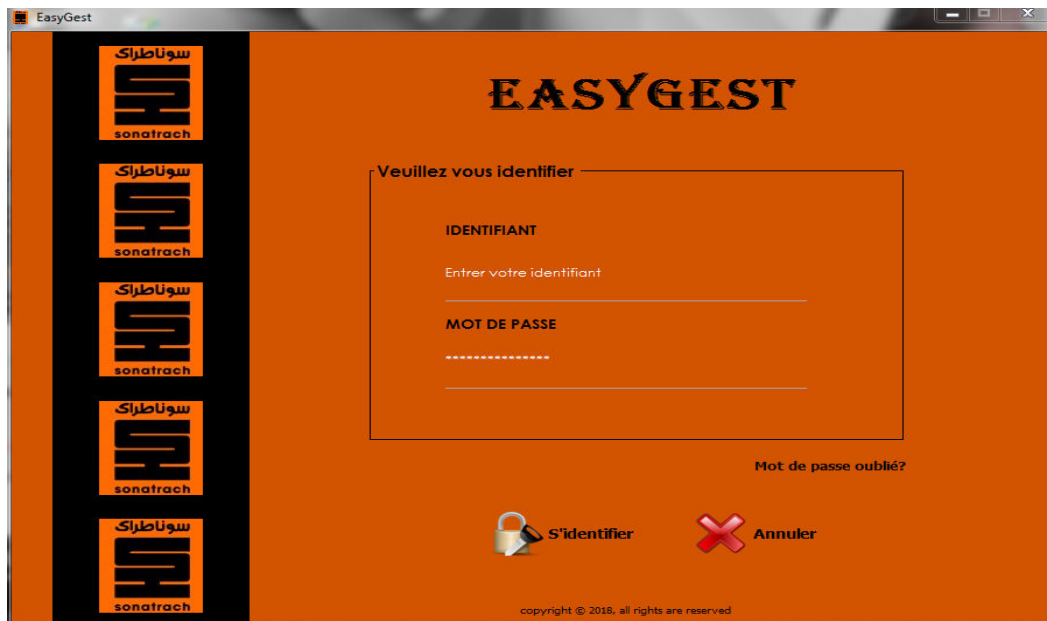 EasyGest
سوناطراك
sonatrach
سوناطراك
sonatrach
سوناطراك
sonatrach
سوناطراك
sonatrach
سوناطراك
sonatrach
EASYGEST
Veuillez vous identifier
IDENTIFIANT
Entrer votre identifiant
MOT DE PASSE
***************
Mot de passe oublié?
S'identifier
Annuler
copyright © 2018, all rights are reserved